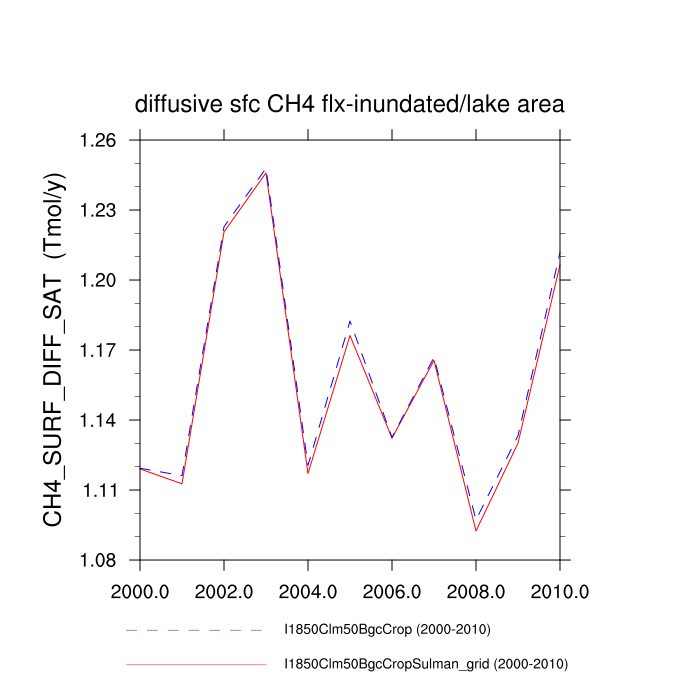 diffusive sfc CH4 flx-inundated/lake area
CH4_SURF_DIFF_SAT (Tmol/y)
1.26
1.23
1.20
1.17
1.14
1.11
1.08
2000.0 2002.0 2004.0 2006.0 2008.0 2010.0
I1850Clm50BgcCrop (2000-2010)
I1850Clm50BgcCropSulman_grid (2000-2010)